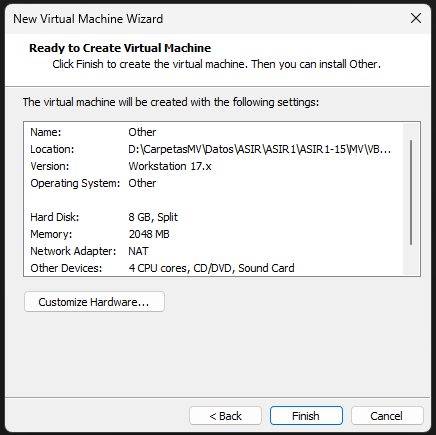 New Virtual Machine Wizard
Ready to Create Virtual Machine
Click Finish to create the virtual machine. Then you can install Other.
The virtual machine will be created with the following settings:
Name: Other
Location: D:\CarpetasMV\Datos\ASIR\ASIR1\ASIR1-15\MV\VB...
Version: Workstation 17.x
Operating System: Other
Hard Disk: 8 GB, Split
Memory: 2048 MB
Network Adapter: NAT
Other Devices: 4 CPU cores, CD/DVD, Sound Card
Customize Hardware...
< Back Finish Cancel